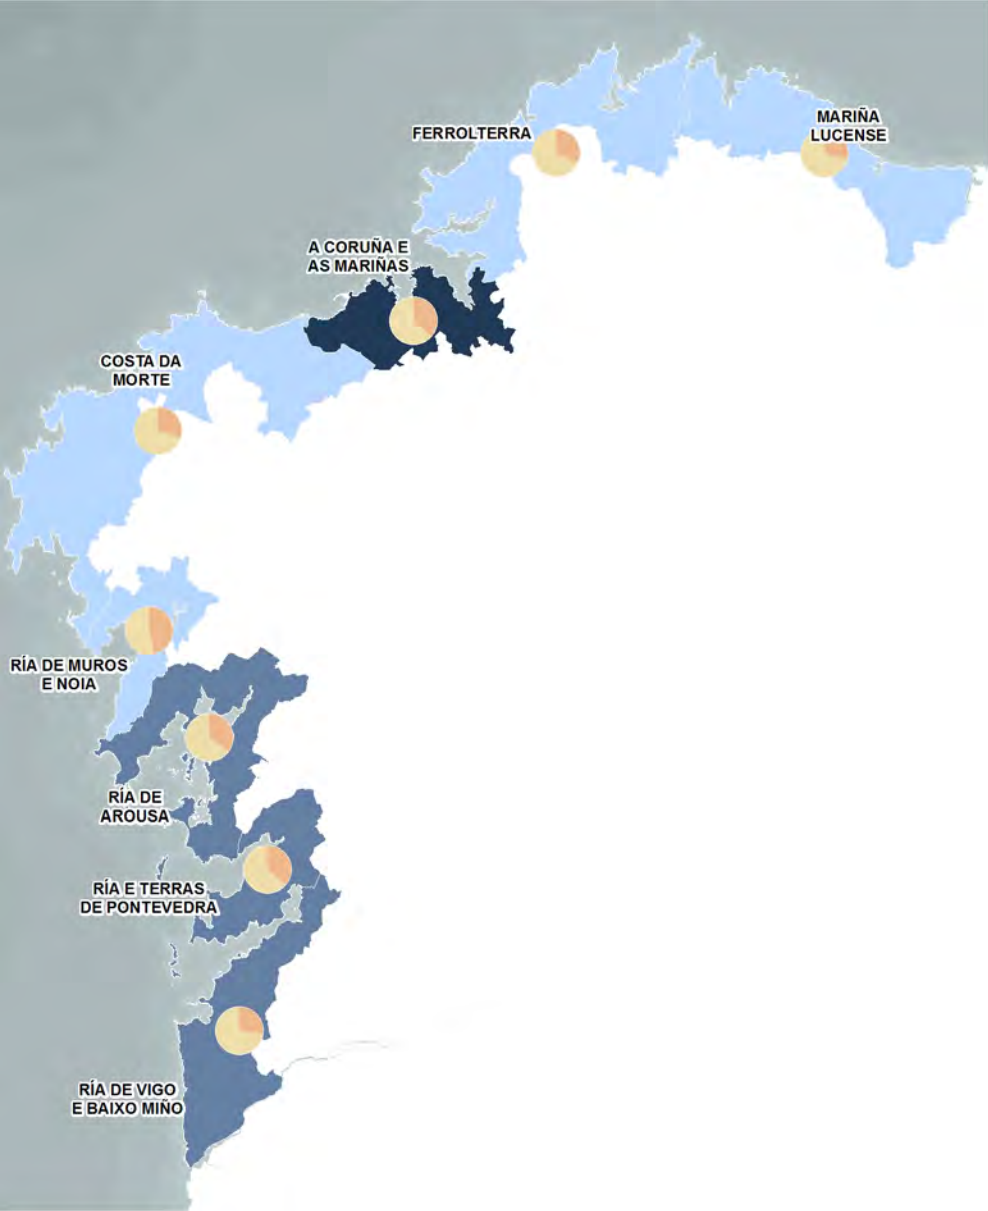 MARIÑA
LUCENSE
FERROLTERRA
A CORUÑA E
AS MARIÑAS
COSTA DA
MORTE
RÍA DE MUROS
E NOIA
RÍA DE
AROUSA
RÍA E TERRAS
DE PONTEVEDRA
RÍA DE VIGO
E BAIXO MIÑO